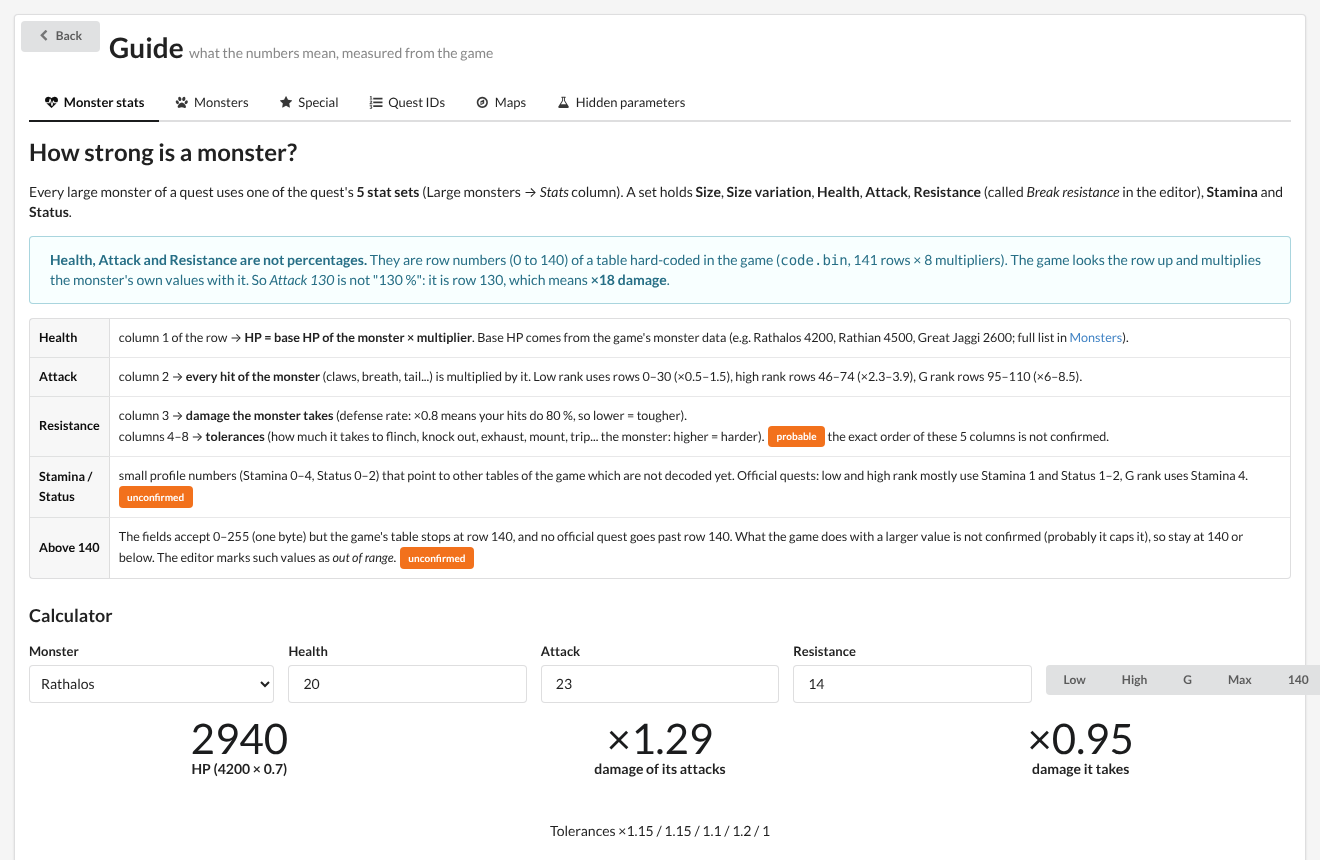 Back
Guide what the numbers mean, measured from the game
Monster stats Monsters Special Quest IDs Maps Hidden parameters
How strong is a monster?
Every large monster of a quest uses one of the quest's 5 stat sets (Large monsters → Stats column). A set holds Size, Size variation, Health, Attack, Resistance (called Break resistance in the editor), Stamina and
Status.
Health, Attack and Resistance are not percentages. They are row numbers (0 to 140) of a table hard-coded in the game (code.bin, 141 rows × 8 multipliers). The game looks the row up and multiplies
the monster's own values with it. So Attack 130 is not "130 %": it is row 130, which means ×18 damage.
Health column 1 of the row → HP = base HP of the monster × multiplier. Base HP comes from the game's monster data (e.g. Rathalos 4200, Rathian 4500, Great Jaggi 2600; full list in Monsters).
Attack column 2 → every hit of the monster (claws, breath, tail...) is multiplied by it. Low rank uses rows 0–30 (×0.5–1.5), high rank rows 46–74 (×2.3–3.9), G rank rows 95–110 (×6–8.5).
Resistance column 3 → damage the monster takes (defense rate: ×0.8 means your hits do 80 %, so lower = tougher).
columns 4–8 → tolerances (how much it takes to flinch, knock out, exhaust, mount, trip... the monster: higher = harder). probable the exact order of these 5 columns is not confirmed.
Stamina / Status small profile numbers (Stamina 0–4, Status 0–2) that point to other tables of the game which are not decoded yet. Official quests: low and high rank mostly use Stamina 1 and Status 1–2, G rank uses Stamina 4.
unconfirmed
Above 140 The fields accept 0–255 (one byte) but the game's table stops at row 140, and no official quest goes past row 140. What the game does with a larger value is not confirmed (probably it caps it), so stay at 140 or
below. The editor marks such values as out of range. unconfirmed
Calculator
Monster Health Attack Resistance
Rathalos 20 23 14 Low High G Max 140
2940 ×1.29 ×0.95
HP (4200 × 0.7) damage of its attacks damage it takes
Tolerances ×1.15 / 1.15 / 1.1 / 1.2 / 1